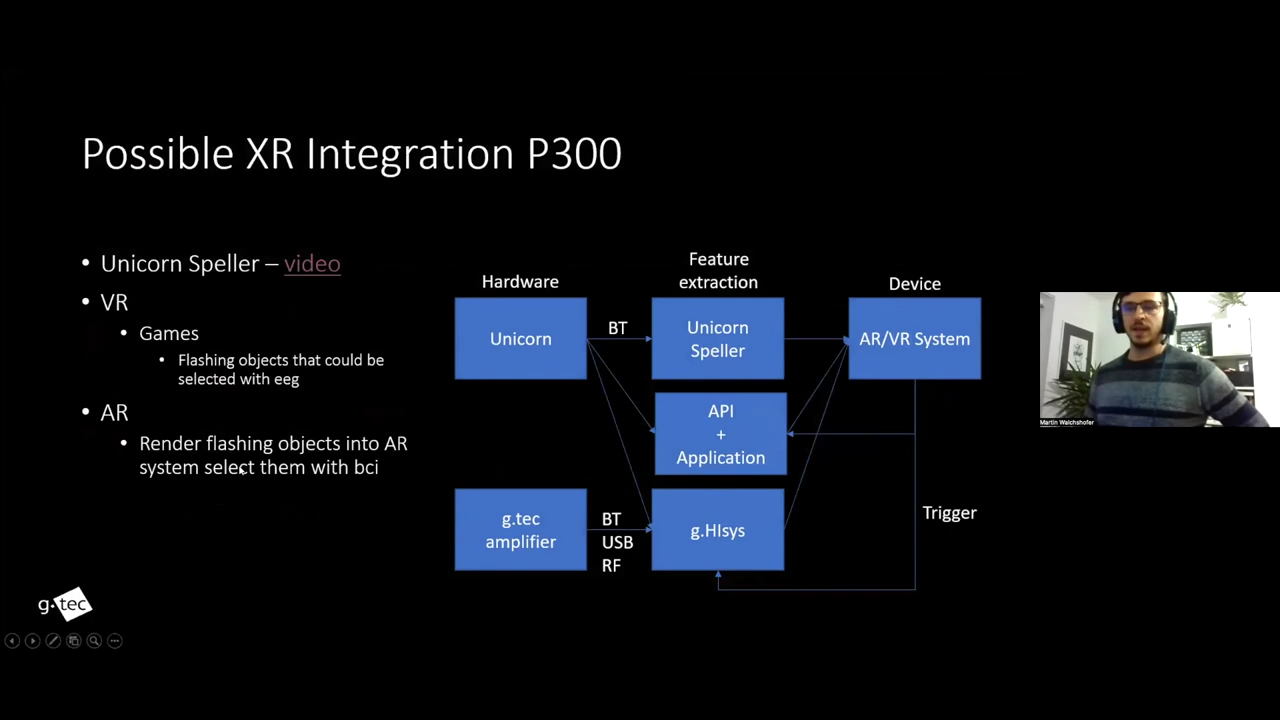 Possible XR Integration P300
• Unicorn Speller – video
• VR
• Games
• Flashing objects that could be
selected with eeg
• AR
• Render flashing objects into AR
system select them with bci
Hardware
Feature
extraction
Device
Unicorn
BT
Unicorn
Speller
AR/VR System
API
+
Application
g.tec
amplifier
BT
USB
RF
g.HIsys
Trigger
g.tec
Martin Walchshofer